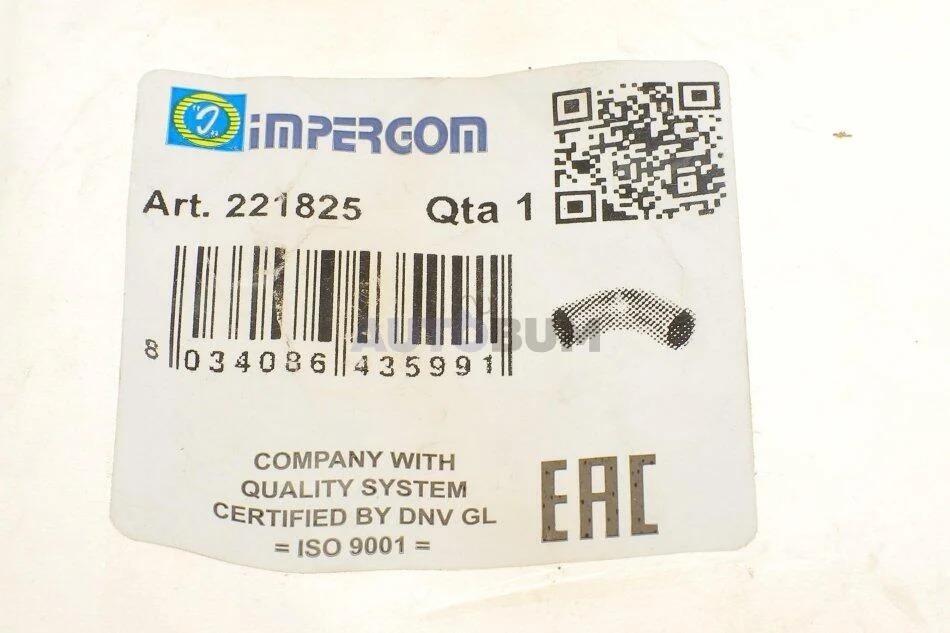 IMPERGOM
Art. 221825 Qta 1
8 034086 435991
AUTOBUM
COMPANY WITH
QUALITY SYSTEM
CERTIFIED BY DNV GL
= ISO 9001 =
EAC